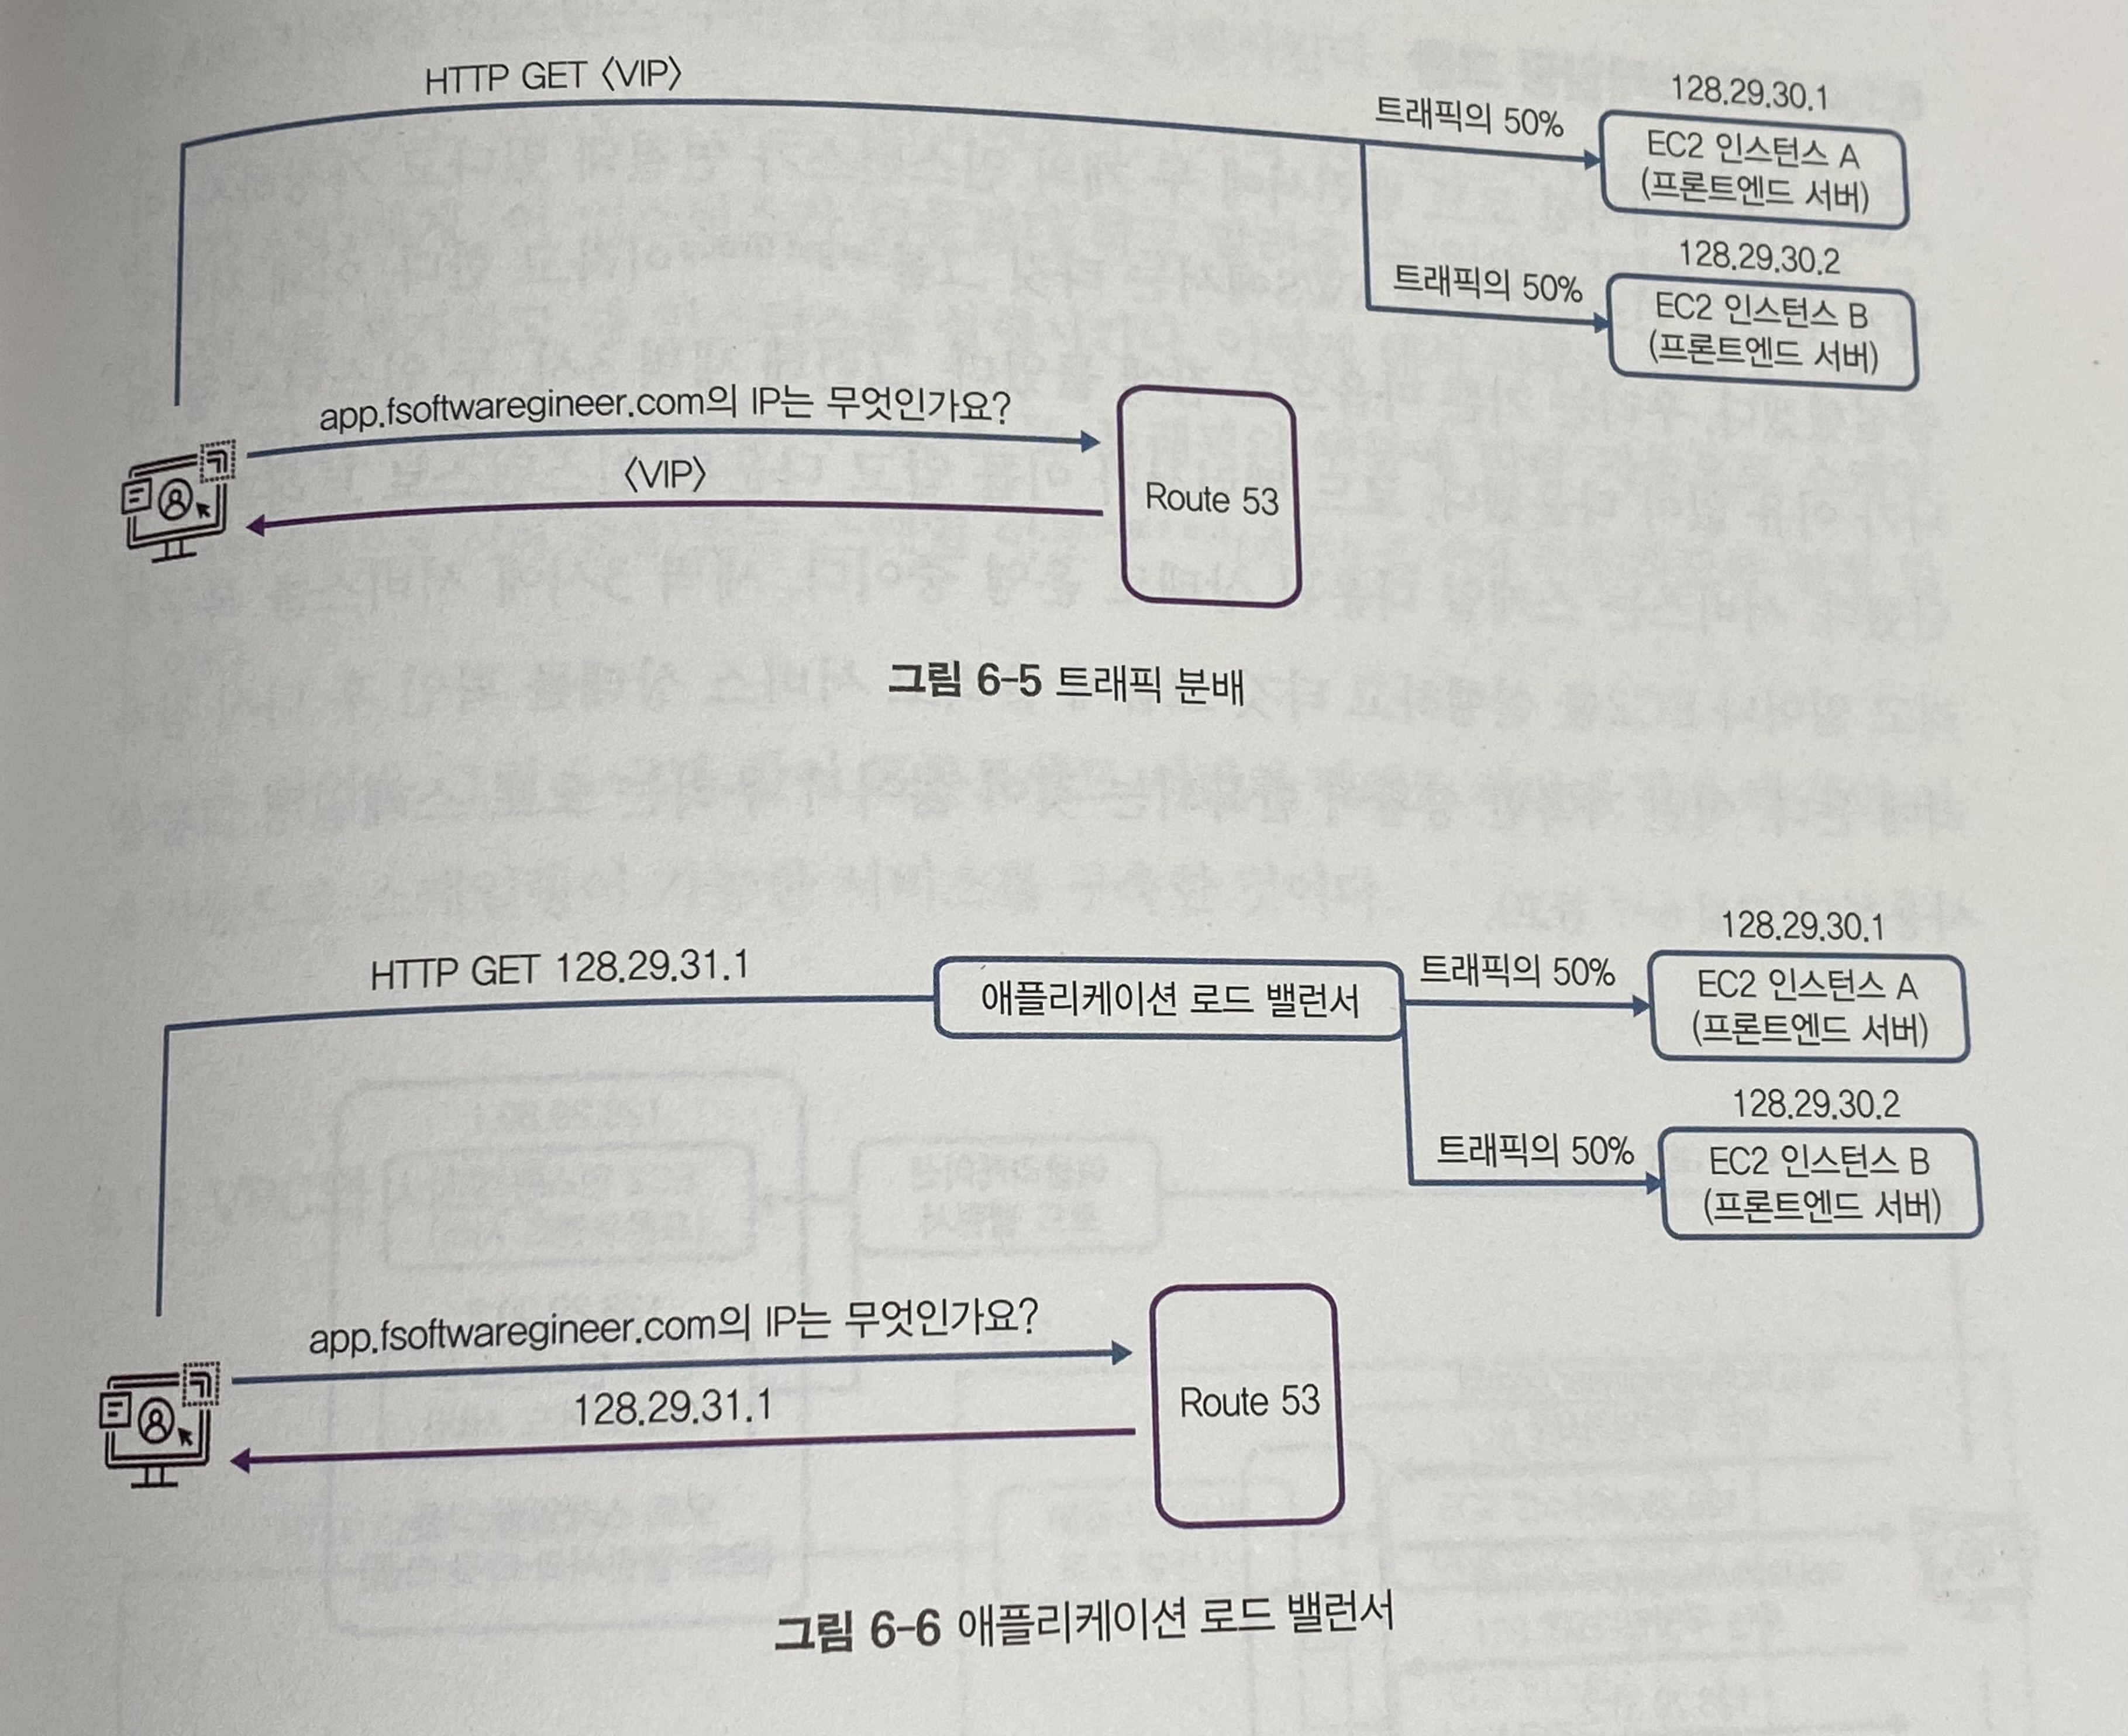 HTTP GET 〈VIP〉
트래픽의 50%
128.29.30.1
EC2 인스턴스 A
(프론트엔드 서버)
트래픽의 50%
128.29.30.2
EC2 인스턴스 B
(프론트엔드 서버)
app.fsoftwaregineer.com의 IP는 무엇인가요?
〈VIP〉
Route 53
그림 6-5 트래픽 분배
HTTP GET 128.29.31.1
애플리케이션 로드 밸런서
트래픽의 50%
128.29.30.1
EC2 인스턴스 A
(프론트엔드 서버)
트래픽의 50%
128.29.30.2
EC2 인스턴스 B
(프론트엔드 서버)
app.fsoftwaregineer.com의 IP는 무엇인가요?
128.29.31.1
Route 53
그림 6-6 애플리케이션 로드 밸런서